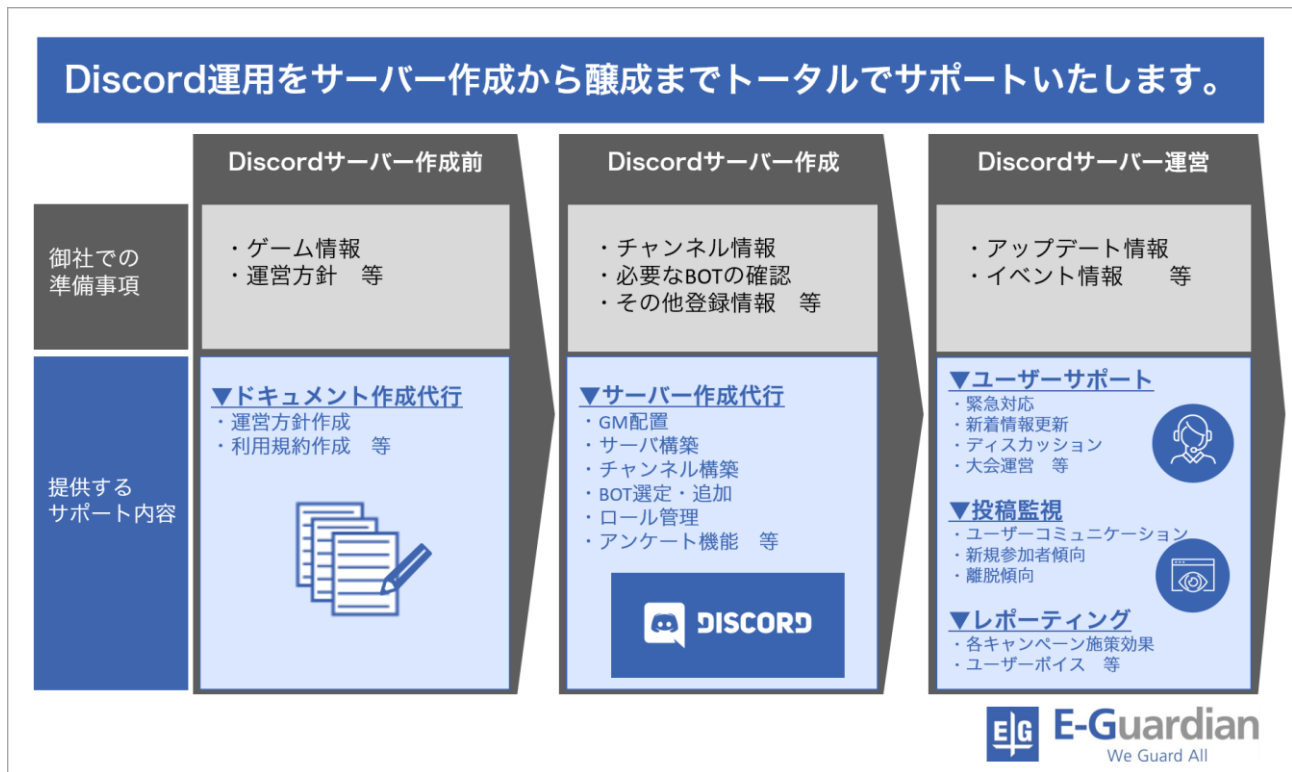 Discord運用をサーバー作成から醸成までトータルでサポートいたします。
Discordサーバー作成前
Discordサーバー作成
Discordサーバー運営
御社での
準備事項
・ゲーム情報
・運営方針　等
・チャンネル情報
・必要なBOTの確認
・その他登録情報　等
・アップデート情報
・イベント情報　　等
提供する
サポート内容
▼ドキュメント作成代行
・運営方針作成
・利用規約作成　等
▼サーバー作成代行
・GM配置
・サーバ構築
・チャンネル構築
・BOT選定・追加
・ロール管理
・アンケート機能　等
DISCORD
▼ユーザーサポート
・緊急対応
・新着情報更新
・ディスカッション
・大会運営　等
▼投稿監視
・ユーザーコミュニケーション
・新規参加者傾向
・離脱傾向
▼レポーティング
・各キャンペーン施策効果
・ユーザーボイス　等
EG E-Guardian
We Guard All